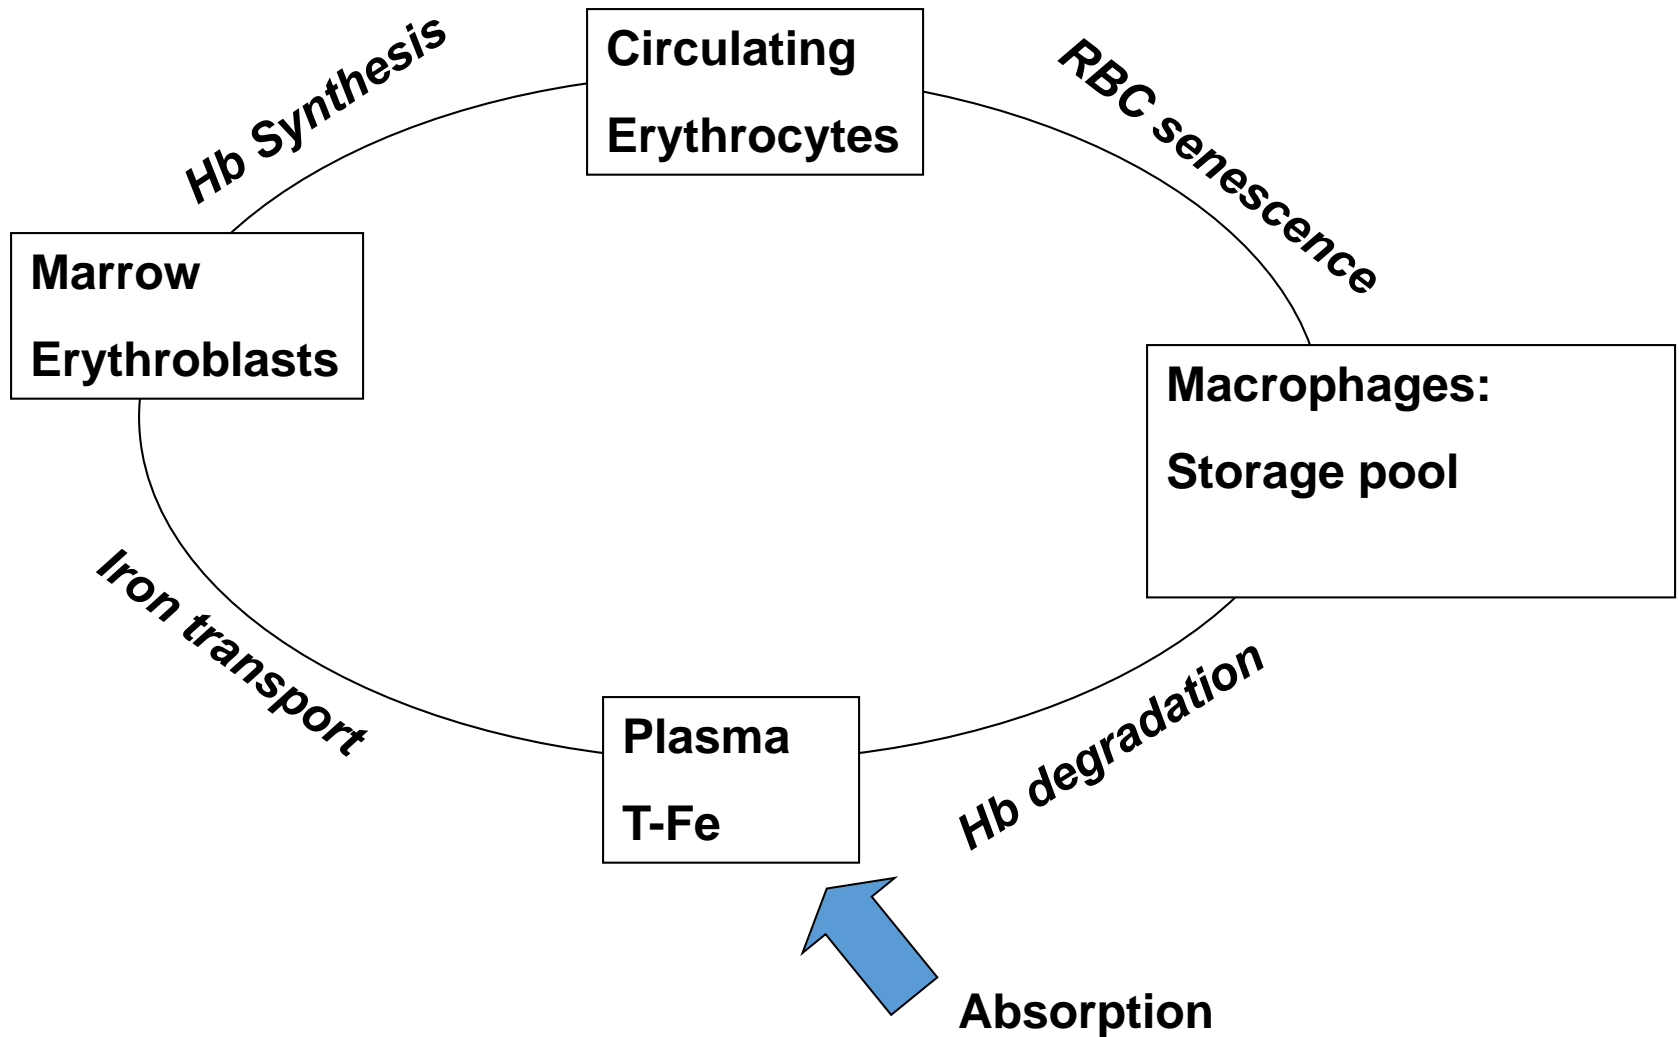 Circulating
Erythrocytes
Hb Synthesis
RBC senescence
Marrow
Erythroblasts
Macrophages:
Storage pool
Iron transport
Hb degradation
Plasma
T-Fe
Absorption